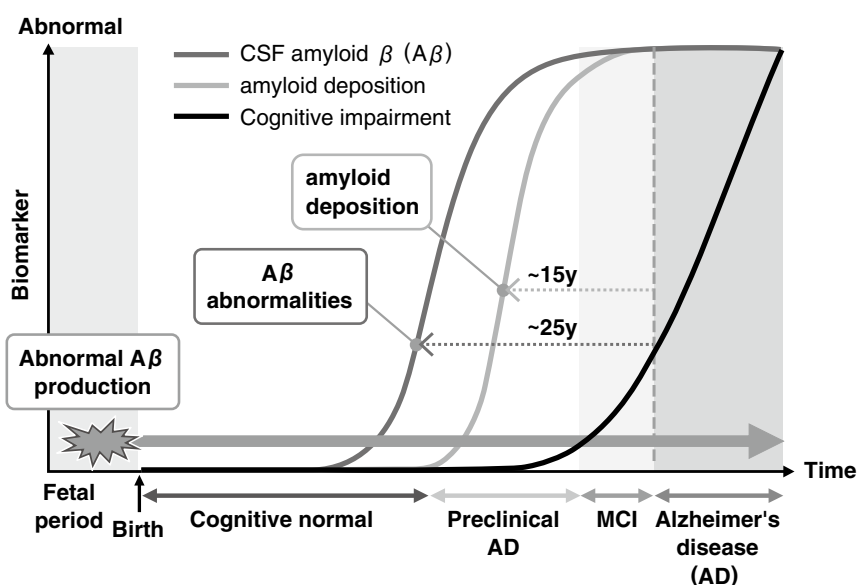 Abnormal
CSF amyloid β (Aβ)
amyloid deposition
Cognitive impairment
Biomarker
amyloid
deposition
Aβ
abnormalities
~15y
~25y
Abnormal Aβ
production
Time
Fetal
period
Birth
Cognitive normal
Preclinical
AD
MCI
Alzheimer's
disease
(AD)